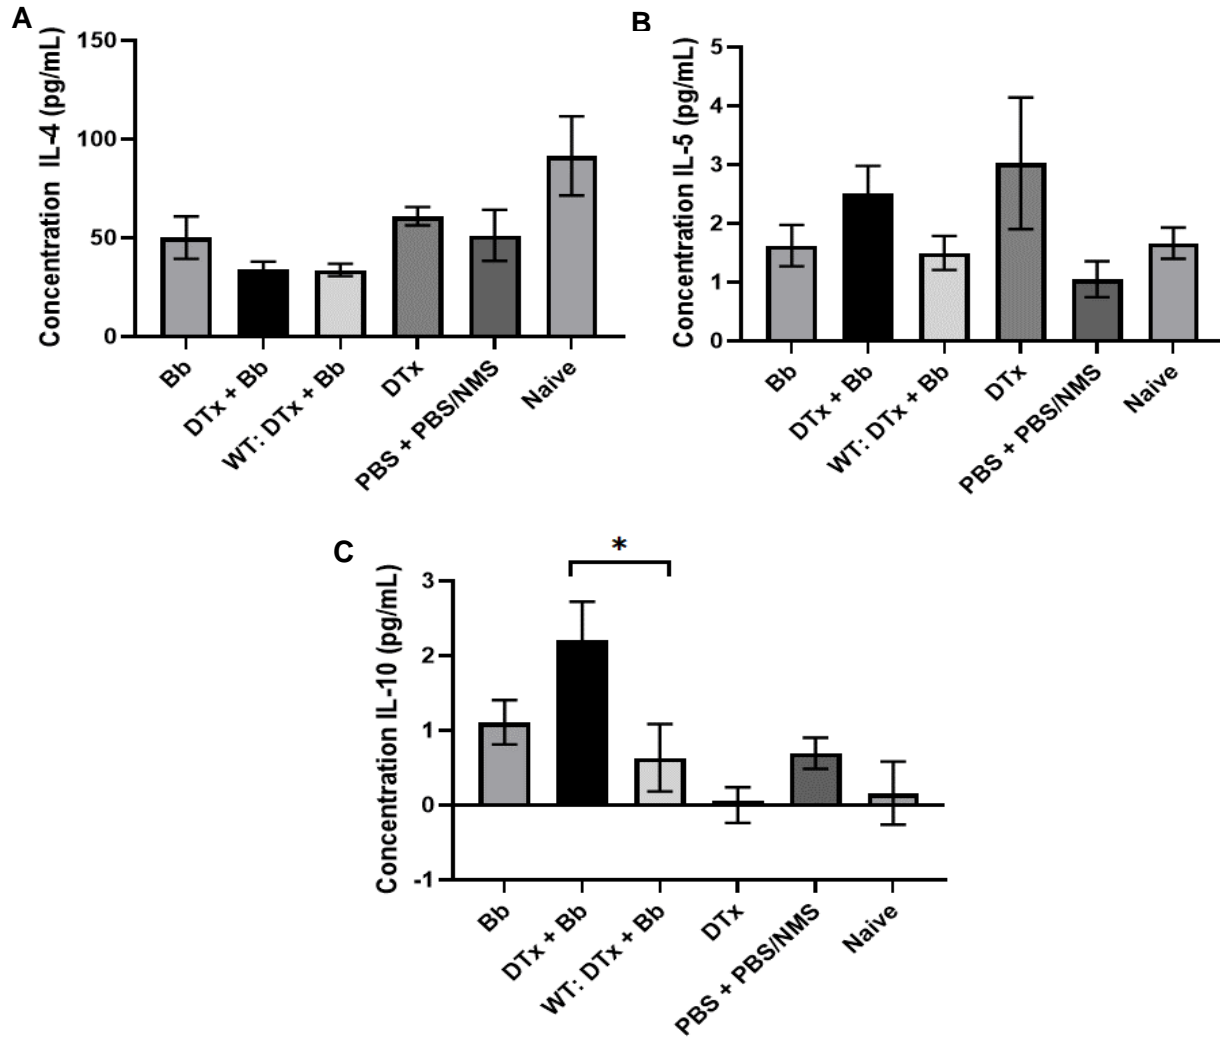 A
Concentration IL-4 (pg/mL)
150
100
50
0
Bb
DTx + Bb
WT: DTx + Bb
DTx
PBS + PBS/NMS
Naive
B
Concentration IL-5 (pg/mL)
5
4
3
2
1
0
Bb
DTx + Bb
WT: DTx + Bb
DTx
PBS + PBS/NMS
Naive
C
*
Concentration IL-10 (pg/mL)
3
2
1
0
-1
Bb
DTx + Bb
WT: DTx + Bb
DTx
PBS + PBS/NMS
Naive